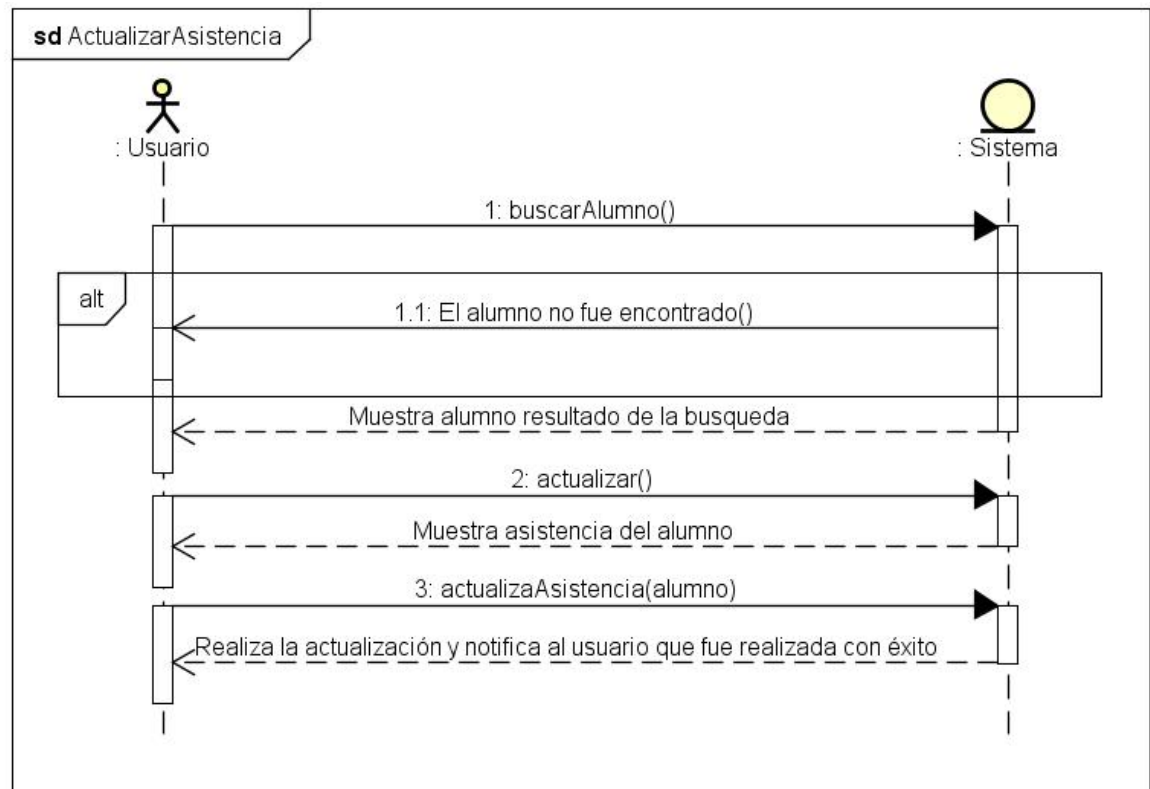 sd ActualizarAsistencia
: Usuario
: Sistema
1: buscarAlumno()
alt
1.1: El alumno no fue encontrado()
Muestra alumno resultado de la busqueda
2: actualizar()
Muestra asistencia del alumno
3: actualizaAsistencia(alumno)
Realiza la actualización y notifica al usuario que fue realizada con éxito